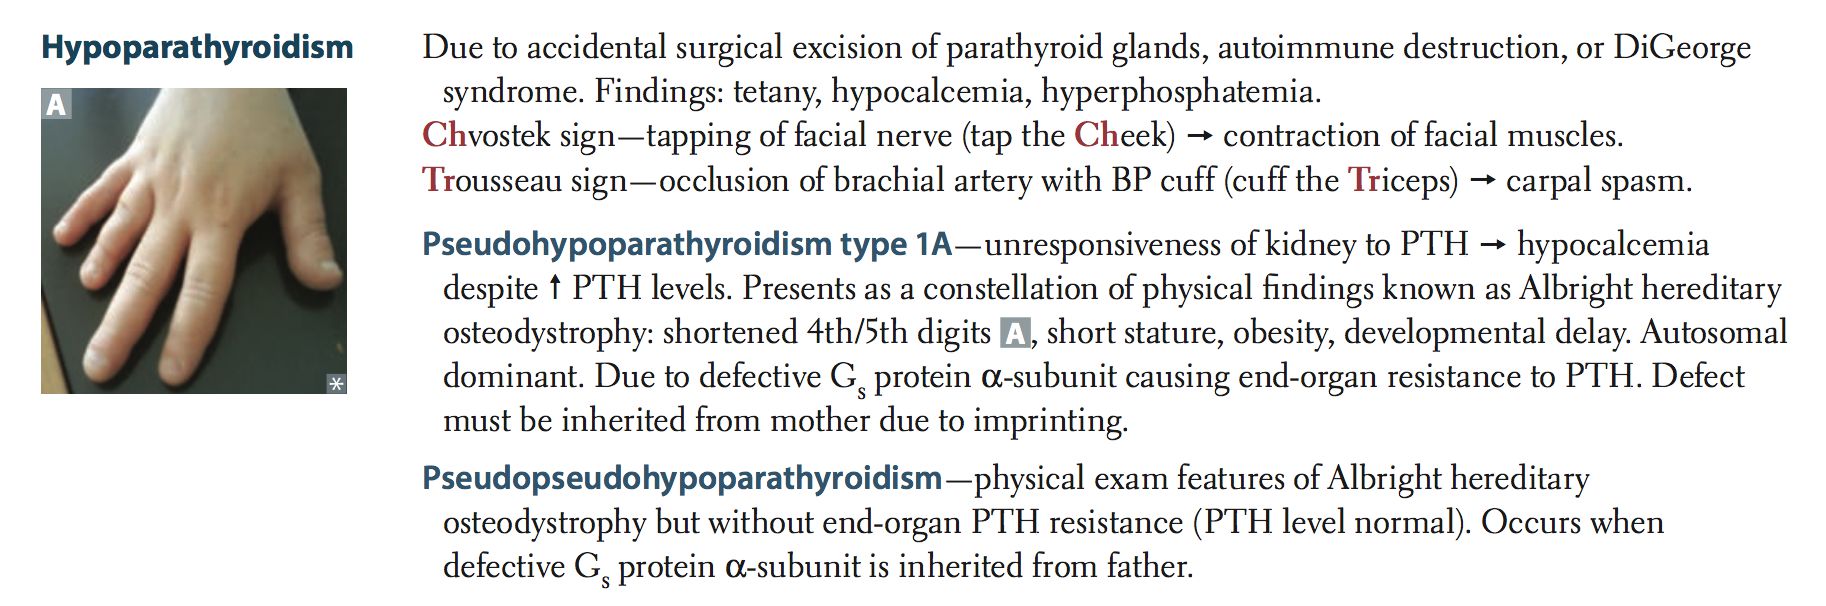 Hypoparathyroidism
A
*
Due to accidental surgical excision of parathyroid glands, autoimmune destruction, or DiGeorge
syndrome. Findings: tetany, hypocalcemia, hyperphosphatemia.
Chvostek sign—tapping of facial nerve (tap the Cheek) → contraction of facial muscles.
Trousseau sign—occlusion of brachial artery with BP cuff (cuff the Triceps) → carpal spasm.
Pseudohypoparathyroidism type 1A—unresponsiveness of kidney to PTH → hypocalcemia
despite ↑ PTH levels. Presents as a constellation of physical findings known as Albright hereditary
osteodystrophy: shortened 4th/5th digits A, short stature, obesity, developmental delay. Autosomal
dominant. Due to defective Gs protein α-subunit causing end-organ resistance to PTH. Defect
must be inherited from mother due to imprinting.
Pseudopseudohypoparathyroidism—physical exam features of Albright hereditary
osteodystrophy but without end-organ PTH resistance (PTH level normal). Occurs when
defective Gs protein α-subunit is inherited from father.